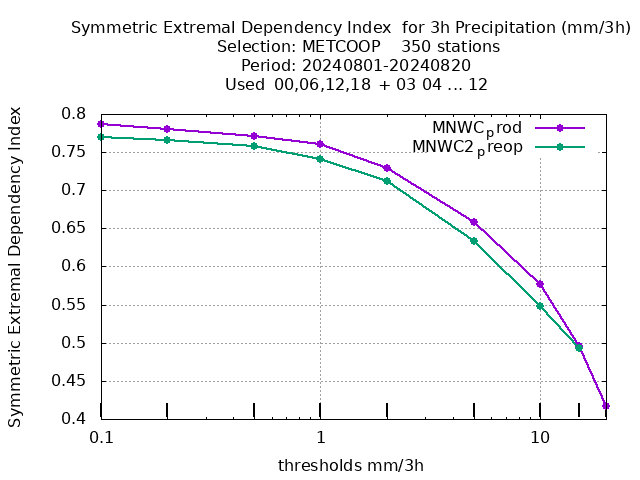 Symmetric Extremal Dependency Index  for 3h Precipitation (mm/3h)
Selection: METCOOP    350 stations
Period: 20240801-20240820
Used  00,06,12,18  + 03 04 ... 12
MNWCprod
MNWC2preop
Symmetric Extremal Dependency Index
0.8
0.75
0.7
0.65
0.6
0.55
0.5
0.45
0.4
0.1 1 10
thresholds mm/3h